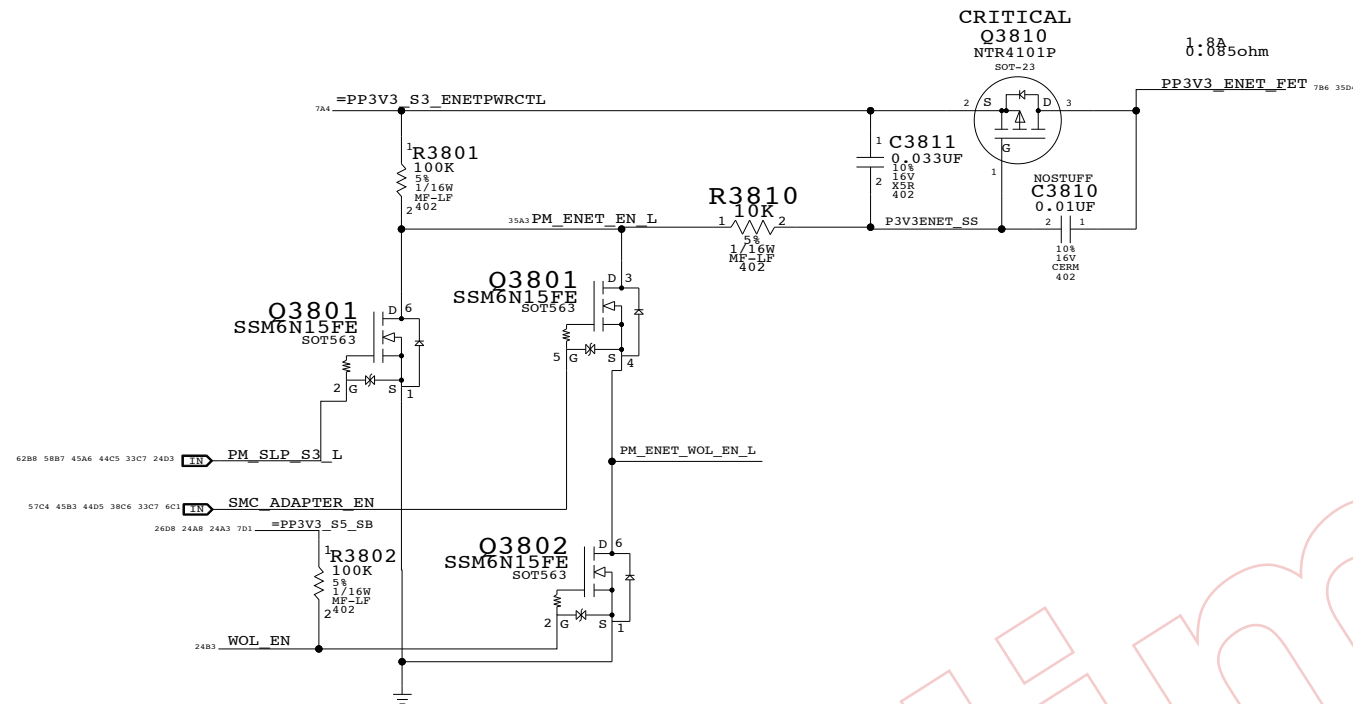 CRITICAL
Q3810
NTR4101P
SOT-23
1.8A
0.085ohm
PP3V3_ENET_FET 7B6 35D4
7A4 =PP3V3_S3_ENETPWRCTL
2 S D 3
G
1
1 C3811
0.033UF
10%
16V
X5R
402
2
1 R3801
100K
5%
1/16W
MF-LF
402
2
NOSTUFF
C3810
0.01UF
2 1
10%
16V
CERM
402
R3810
10K
1 2
5%
1/16W
MF-LF
402
35A3 PM_ENET_EN_L
P3V3ENET_SS
Q3801
SSM6N15FE
SOT563
D 3
5 G S 4
Q3801
SSM6N15FE
SOT563
D 6
2 G S 1
62B8 58B7 45A6 44C5 33C7 24D3 IN PM_SLP_S3_L
PM_ENET_WOL_EN_L
57C4 45B3 44D5 38C6 33C7 6C1 IN SMC_ADAPTER_EN
26D8 24A8 24A3 7D1 =PP3V3_S5_SB
1 R3802
100K
5%
1/16W
MF-LF
402
2
Q3802
SSM6N15FE
SOT563
D 6
2 G S 1
24B3 WOL_EN